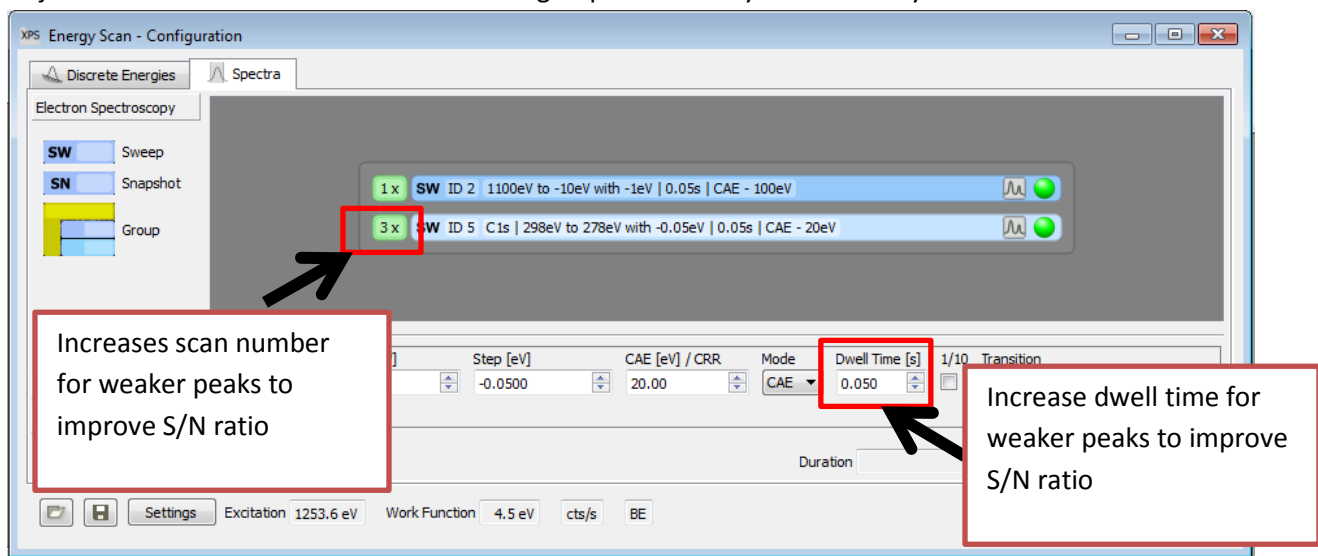 XPS Energy Scan - Configuration
Discrete Energies
Spectra
Electron Spectroscopy
SW Sweep
SN Snapshot
Group
1 x SW ID 2 1100eV to -10eV with -1eV | 0.05s | CAE - 100eV
3 x SW ID 5 C1s | 298eV to 278eV with -0.05eV | 0.05s | CAE - 20eV
Increases scan number
for weaker peaks to
improve S/N ratio
Step [eV] CAE [eV] / CRR Mode Dwell Time [s] 1/10 Transition
-0.0500 20.00 CAE 0.050
Increase dwell time for
weaker peaks to improve
S/N ratio
Duration
Settings Excitation 1253.6 eV Work Function 4.5 eV cts/s BE